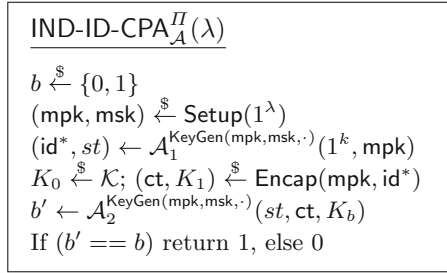 IND-ID-CPA^Π_𝒜(λ)
b ←$ {0, 1}
(mpk, msk) ←$ Setup(1^λ)
(id*, st) ← 𝒜_1^KeyGen(mpk,msk,·)(1^k, mpk)
K_0 ←$ 𝒦; (ct, K_1) ←$ Encap(mpk, id*)
b′ ← 𝒜_2^KeyGen(mpk,msk,·)(st, ct, K_b)
If (b′ == b) return 1, else 0